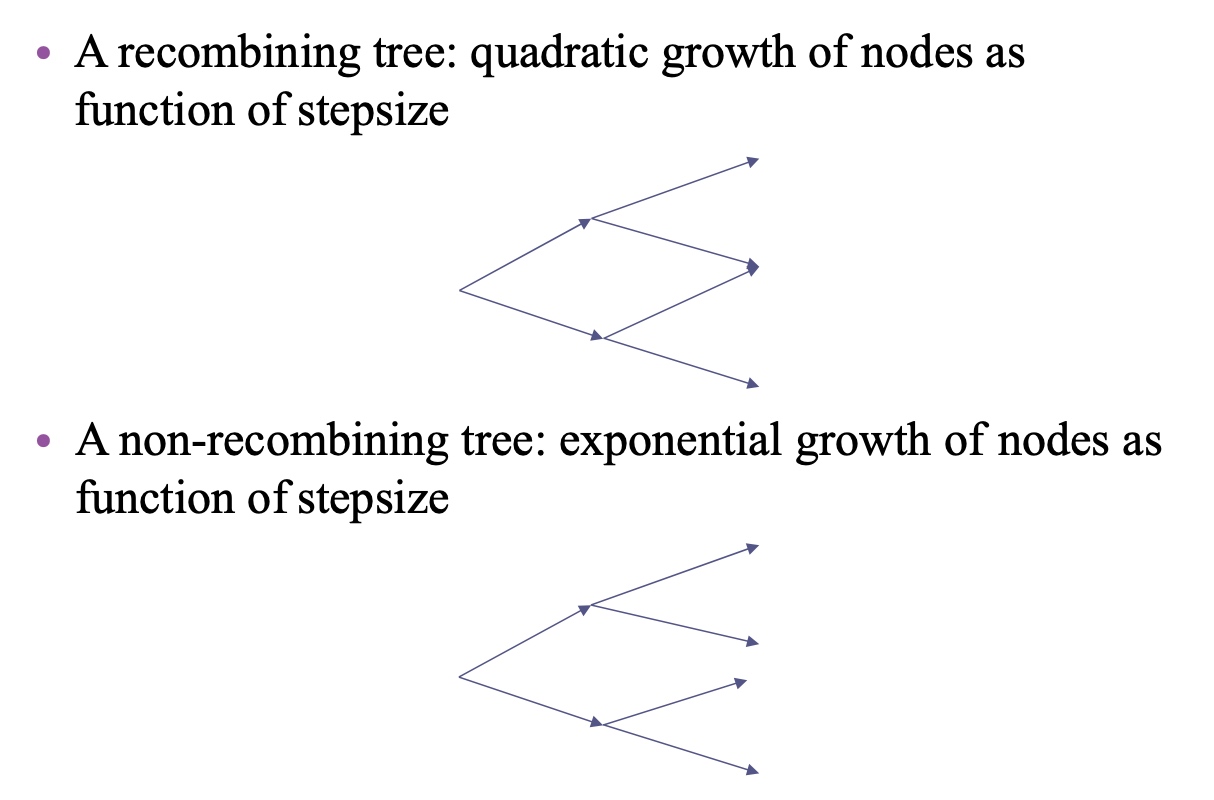 • A recombining tree: quadratic growth of nodes as
function of stepsize
• A non-recombining tree: exponential growth of nodes as
function of stepsize